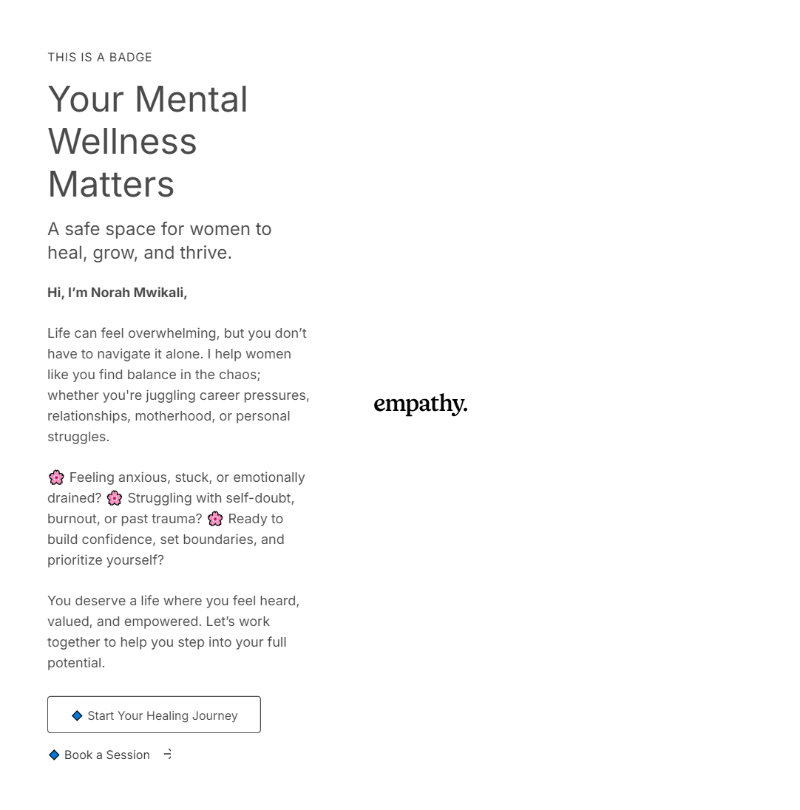 THIS IS A BADGE
Your Mental
Wellness
Matters
A safe space for women to
heal, grow, and thrive.
Hi, I’m Norah Mwikali,
Life can feel overwhelming, but you don’t
have to navigate it alone. I help women
like you find balance in the chaos;
whether you're juggling career pressures,
relationships, motherhood, or personal
struggles.
🌸 Feeling anxious, stuck, or emotionally
drained? 🌸 Struggling with self-doubt,
burnout, or past trauma? 🌸 Ready to
build confidence, set boundaries, and
prioritize yourself?
You deserve a life where you feel heard,
valued, and empowered. Let’s work
together to help you step into your full
potential.
🔹 Start Your Healing Journey
🔹 Book a Session
empathy.